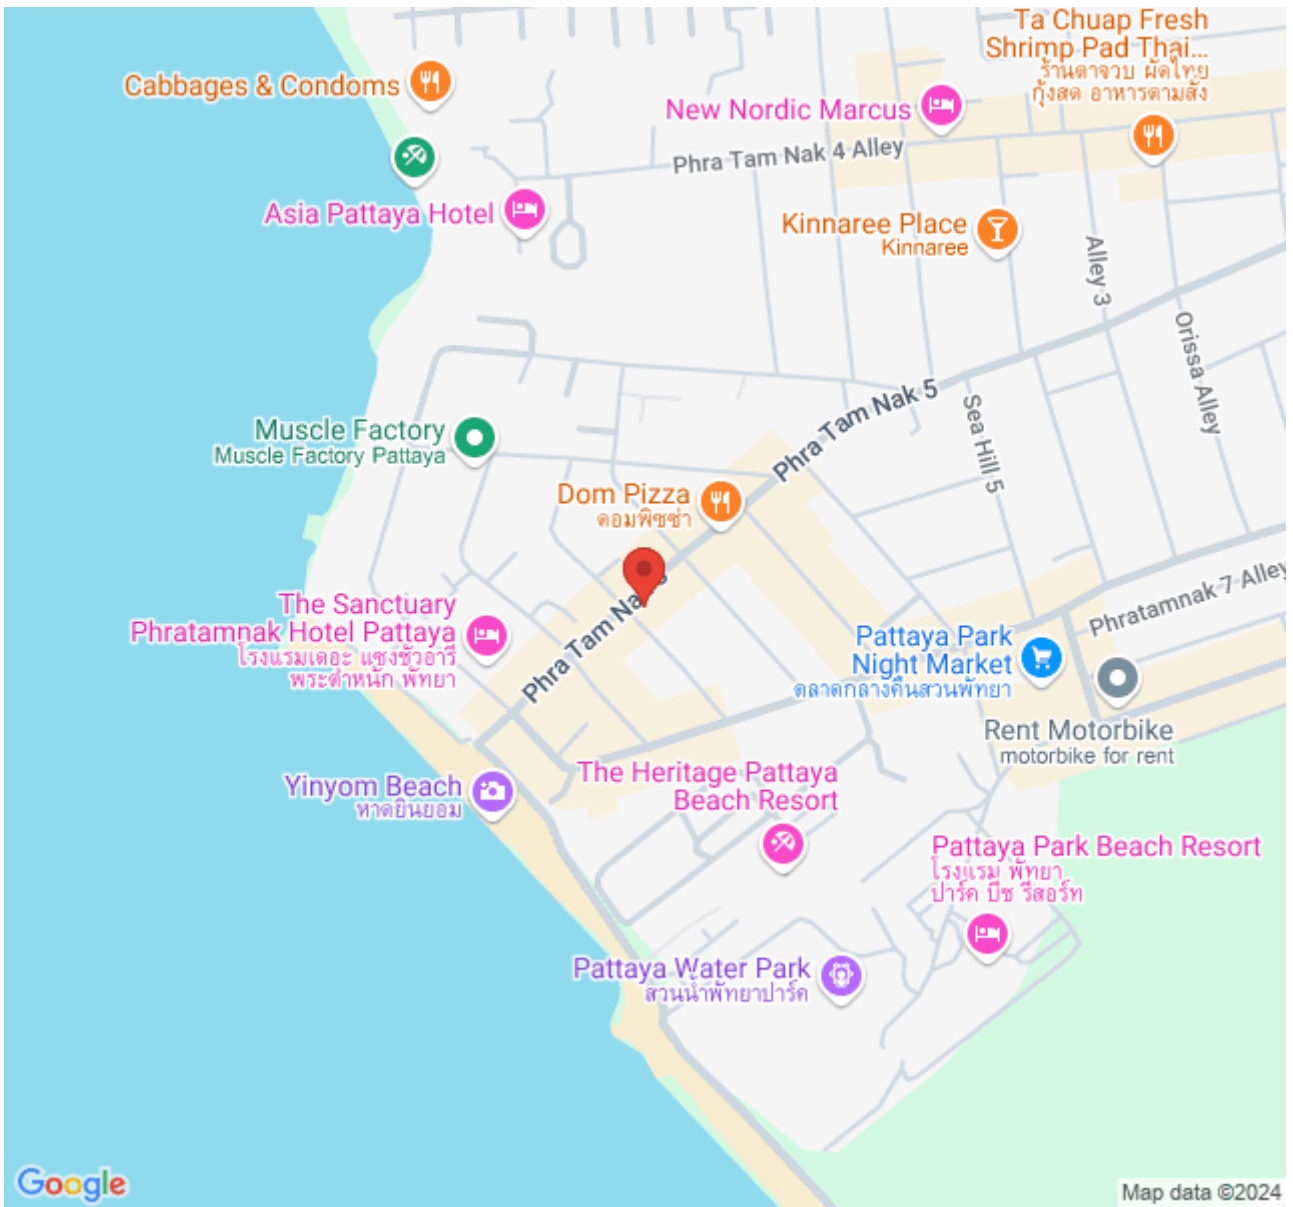 Ta Chuap Fresh
Shrimp Pad Thai...
ร้านตาจวบ ผัดไทย
กุ้งสด อาหารตามสั่ง
Cabbages & Condoms
New Nordic Marcus
Phra Tam Nak 4 Alley
Asia Pattaya Hotel
Kinnaree Place
Kinnaree
Alley 3
Orissa Alley
Phra Tam Nak 5
Sea Hill 5
Muscle Factory
Muscle Factory Pattaya
Dom Pizza
ดอมพิซซ่า
Phra Tam Nak 5
The Sanctuary
Phratamnak Hotel Pattaya
โรงแรมเดอะ แซงชัวอารี
พระตำหนัก พัทยา
Phratamnak 7 Alley
Pattaya Park
Night Market
ตลาดกลางคืนสวนพัทยา
Rent Motorbike
motorbike for rent
Yinyom Beach
หาดยินยอม
The Heritage Pattaya
Beach Resort
Pattaya Park Beach Resort
โรงแรม พัทยา
ปาร์ค บีช รีสอร์ท
Pattaya Water Park
สวนน้ำพัทยาปาร์ค
Google
Map data ©2024